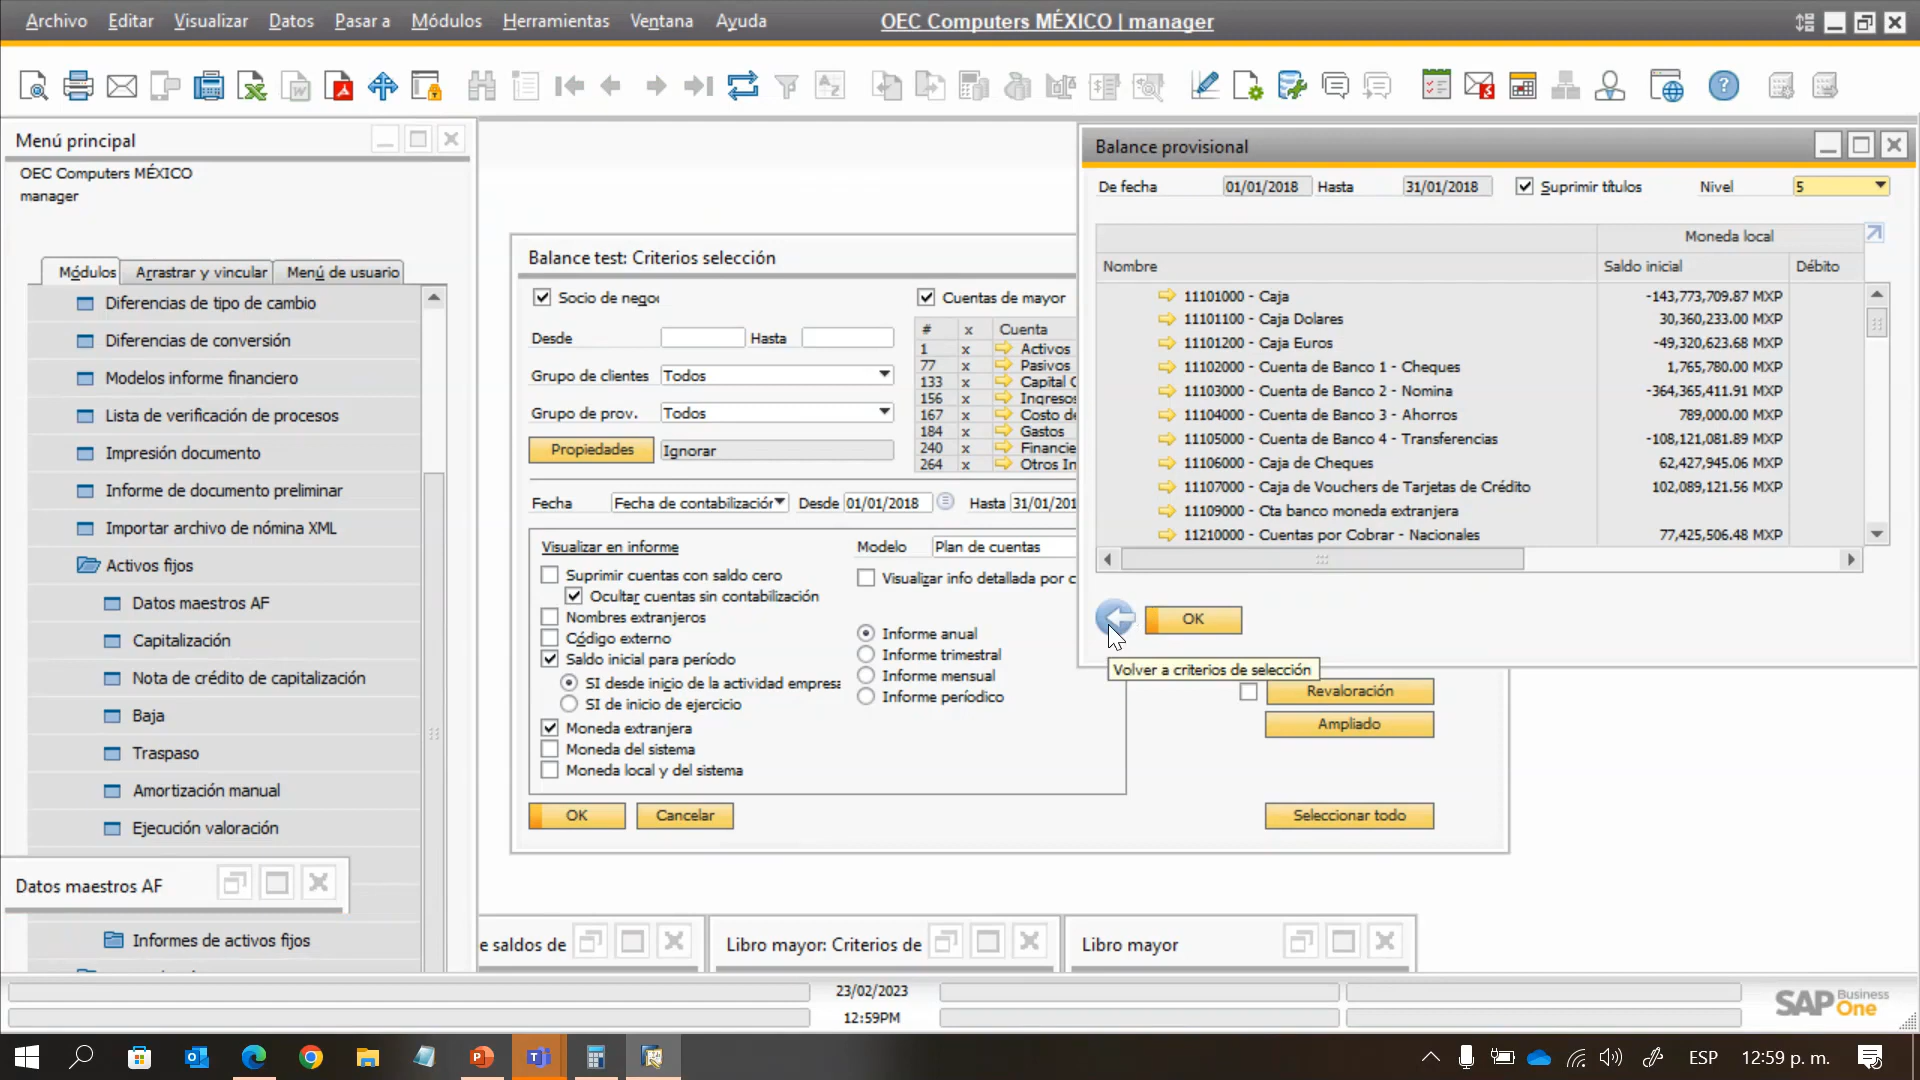 Archivo Editar Visualizar Datos Pasar a Módulos Herramientas Ventana Ayuda OEC Computers MÉXICO | manager
Menú principal
OEC Computers MÉXICO
manager
Módulos Arrastrar y vincular Menú de usuario
Diferencias de tipo de cambio
Diferencias de conversión
Modelos informe financiero
Lista de verificación de procesos
Impresión documento
Informe de documento preliminar
Importar archivo de nómina XML
Activos fijos
Datos maestros AF
Capitalización
Nota de crédito de capitalización
Baja
Traspaso
Amortización manual
Ejecución valoración
Datos maestros AF
Informes de activos fijos
Balance test: Criterios selección
Socio de negoc
Desde Hasta
Grupo de clientes Todos
Grupo de prov. Todos
Propiedades Ignorar
Cuentas de mayor
# x Cuenta
1 x Activos
77 x Pasivos
133 x Capital C
156 x Ingresos
167 x Costo de
184 x Gastos
240 x Financie
264 x Otros In
Fecha Fecha de contabilización Desde 01/01/2018 Hasta 31/01/201
Visualizar en informe
Suprimir cuentas con saldo cero
Ocultar cuentas sin contabilización
Nombres extranjeros
Código externo
Saldo inicial para período
SI desde inicio de la actividad empresa
SI de inicio de ejercicio
Moneda extranjera
Moneda del sistema
Moneda local y del sistema
Modelo Plan de cuentas
Visualizar info detallada por c
Informe anual
Informe trimestral
Informe mensual
Informe periódico
Revaloración
Ampliado
OK Cancelar Seleccionar todo
Balance provisional
De fecha 01/01/2018 Hasta 31/01/2018 Suprimir títulos Nivel 5
Moneda local
Nombre Saldo inicial Débito
11101000 - Caja -143,773,709.87 MXP
11101100 - Caja Dolares 30,360,233.00 MXP
11101200 - Caja Euros -49,320,623.68 MXP
11102000 - Cuenta de Banco 1 - Cheques 1,765,780.00 MXP
11103000 - Cuenta de Banco 2 - Nomina -364,365,411.91 MXP
11104000 - Cuenta de Banco 3 - Ahorros 789,000.00 MXP
11105000 - Cuenta de Banco 4 - Transferencias -108,121,081.89 MXP
11106000 - Caja de Cheques 62,427,945.06 MXP
11107000 - Caja de Vouchers de Tarjetas de Crédito 102,089,121.56 MXP
11109000 - Cta banco moneda extranjera
11210000 - Cuentas por Cobrar - Nacionales 77,425,506.48 MXP
OK
Volver a criterios de selección
e saldos de Libro mayor: Criterios de Libro mayor
23/02/2023
12:59PM
SAP Business One
ESP 12:59 p. m.